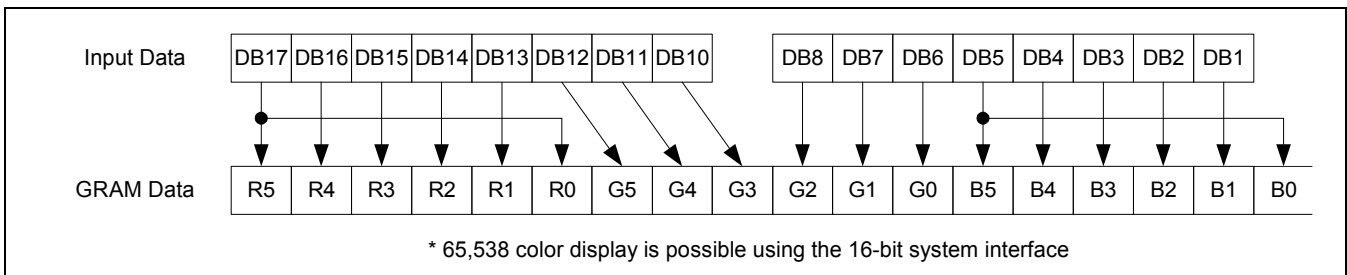 Input Data DB17 DB16 DB15 DB14 DB13 DB12 DB11 DB10 DB8 DB7 DB6 DB5 DB4 DB3 DB2 DB1
GRAM Data R5 R4 R3 R2 R1 R0 G5 G4 G3 G2 G1 G0 B5 B4 B3 B2 B1 B0
* 65,538 color display is possible using the 16-bit system interface